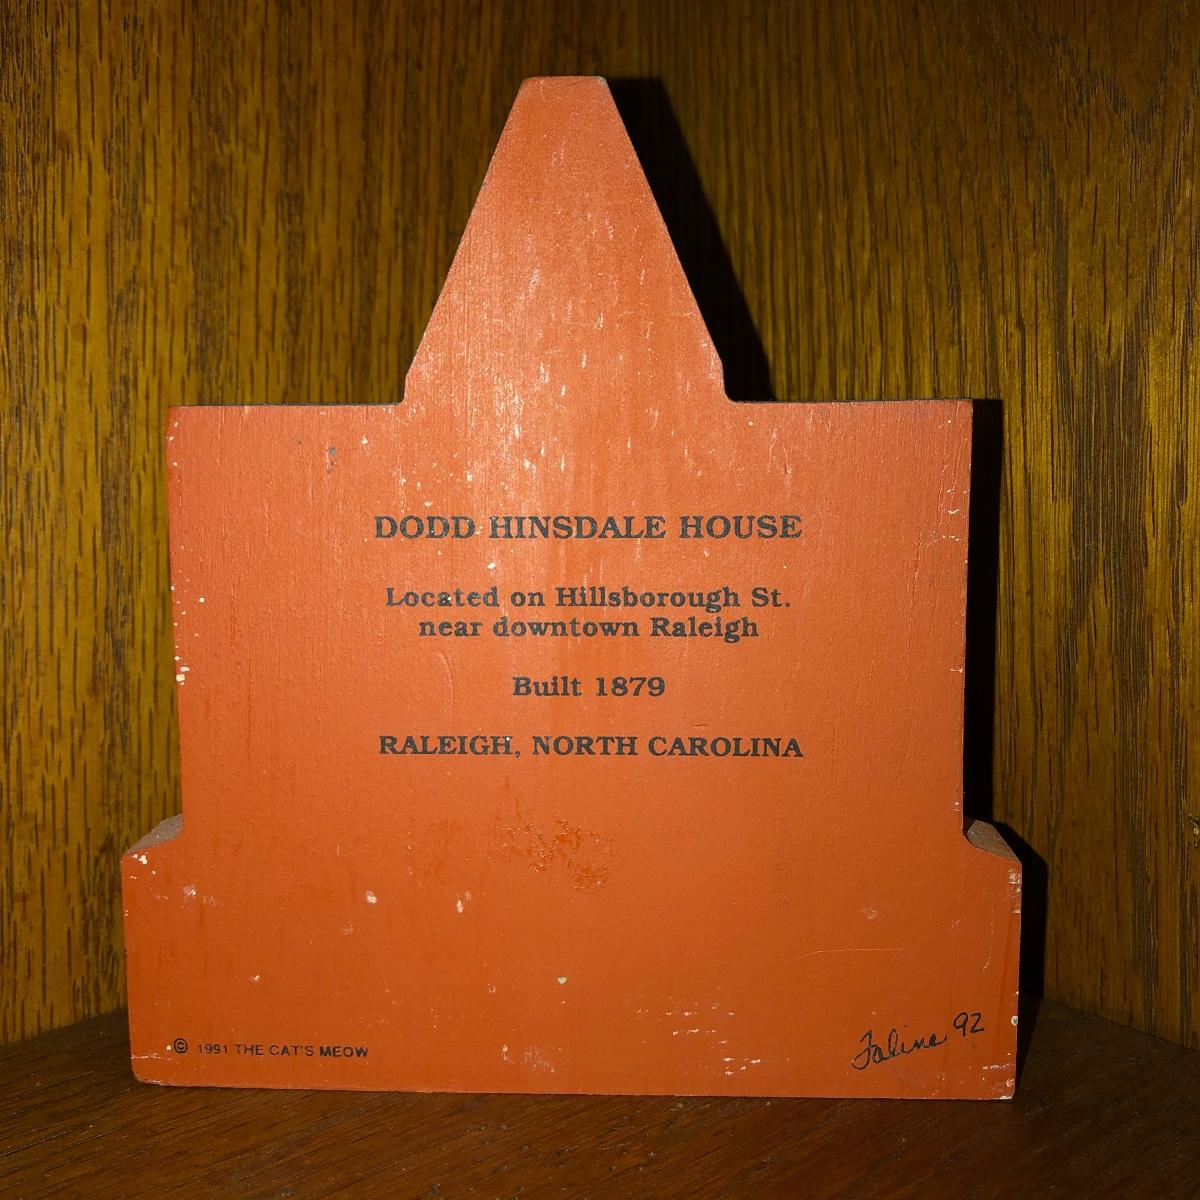 DODD HINSDALE HOUSE
Located on Hillsborough St.
near downtown Raleigh
Built 1879
RALEIGH, NORTH CAROLINA
© 1991 THE CAT'S MEOW
Faline 92